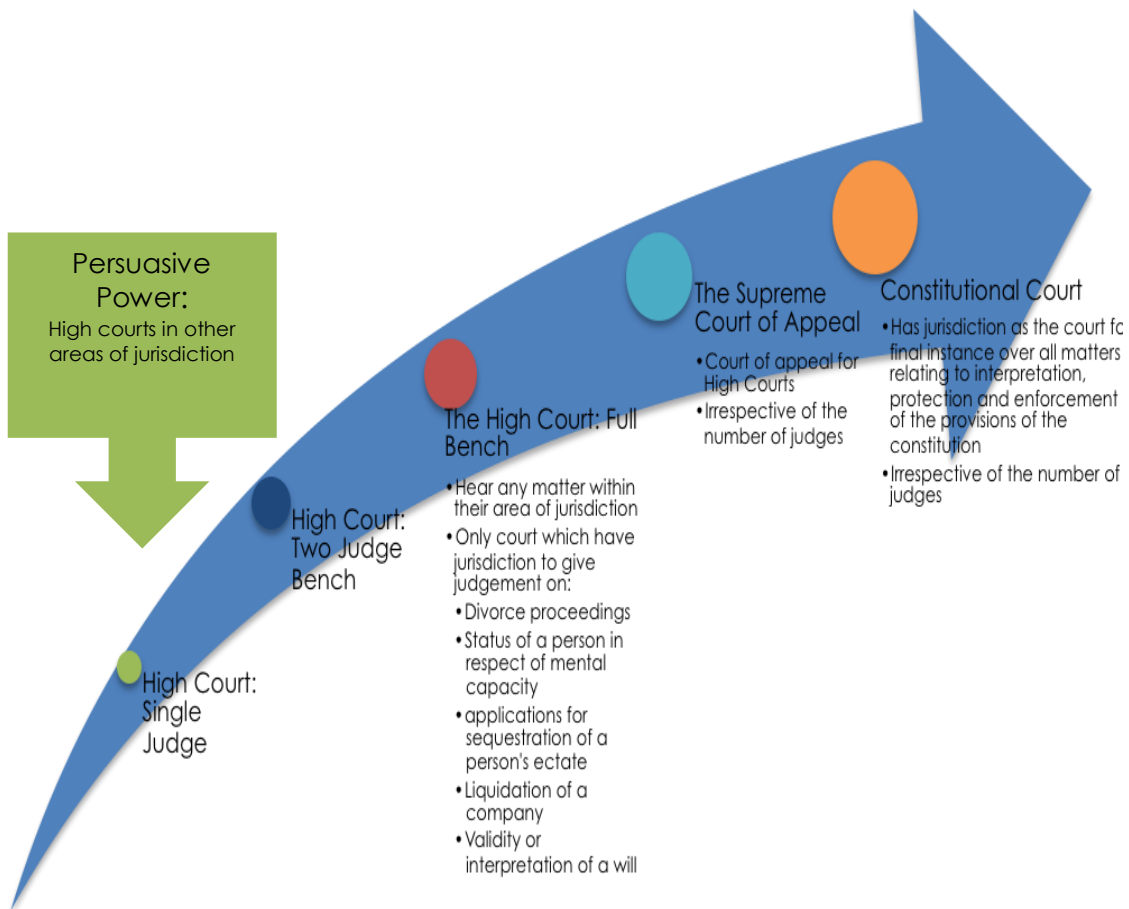 Persuasive
Power:
High courts in other
areas of jurisdiction
High Court:
Single
Judge
High Court:
Two Judge
Bench
The High Court: Full
Bench
•Hear any matter within
their area of jurisdiction
•Only court which have
jurisdiction to give
judgement on:
•Divorce proceedings
•Status of a person in
respect of mental
capacity
•applications for
sequestration of a
person's ectate
•Liquidation of a
company
•Validity or
interpretation of a will
The Supreme
Court of Appeal
•Court of appeal for
High Courts
•Irrespective of the
number of judges
Constitutional Court
•Has jurisdiction as the court fo
final instance over all matters
relating to interpretation,
protection and enforcement
of the provisions of the
constitution
•Irrespective of the number of
judges